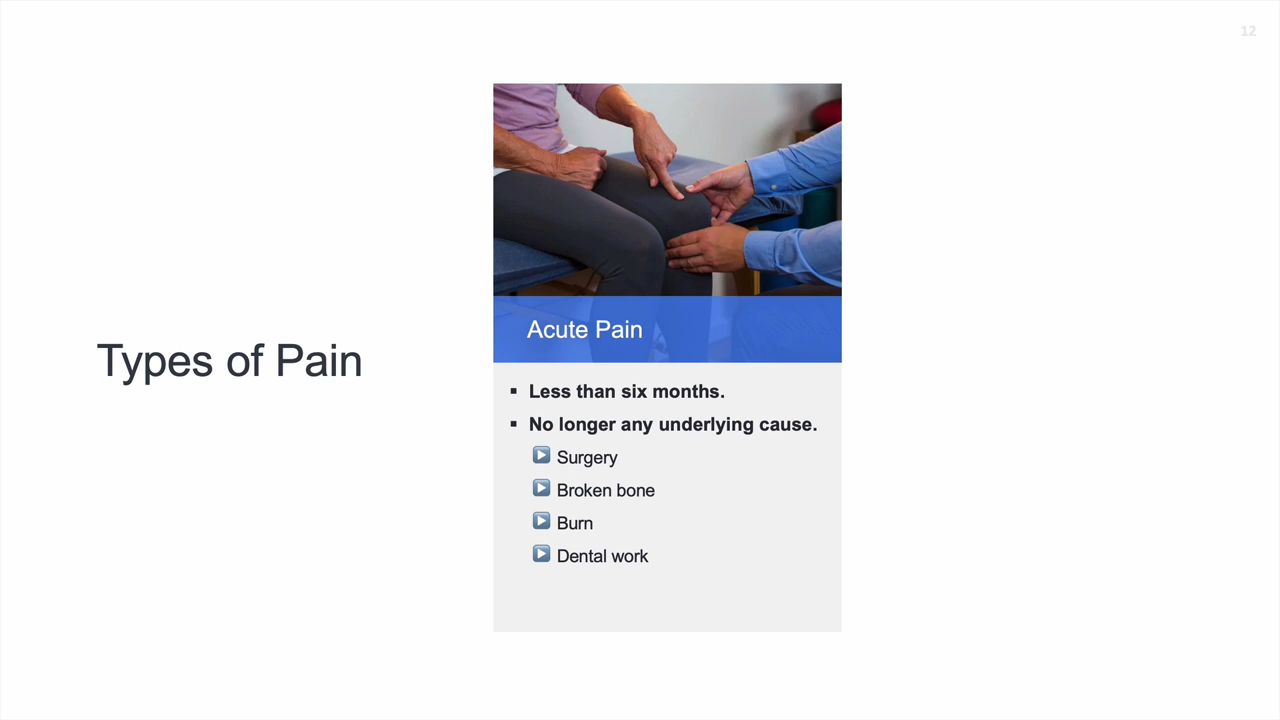 12
Types of Pain
Acute Pain
▪ Less than six months.
▪ No longer any underlying cause.
▶ Surgery
▶ Broken bone
▶ Burn
▶ Dental work